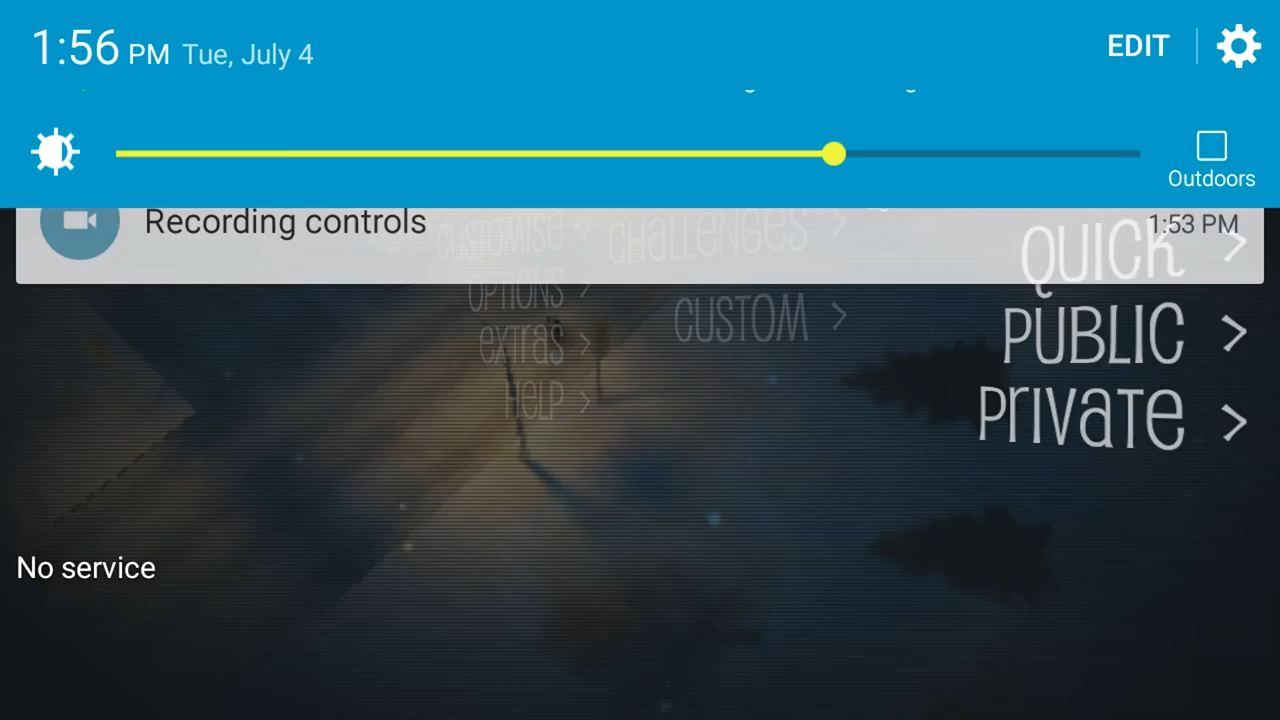 1:56 PM Tue, July 4
EDIT
Outdoors
Recording controls
1:53 PM
CUSTOMISE
CHALLENGES
QUICK
OPTIONS
CUSTOM
PUBLIC
extras
HELP
Private
No service